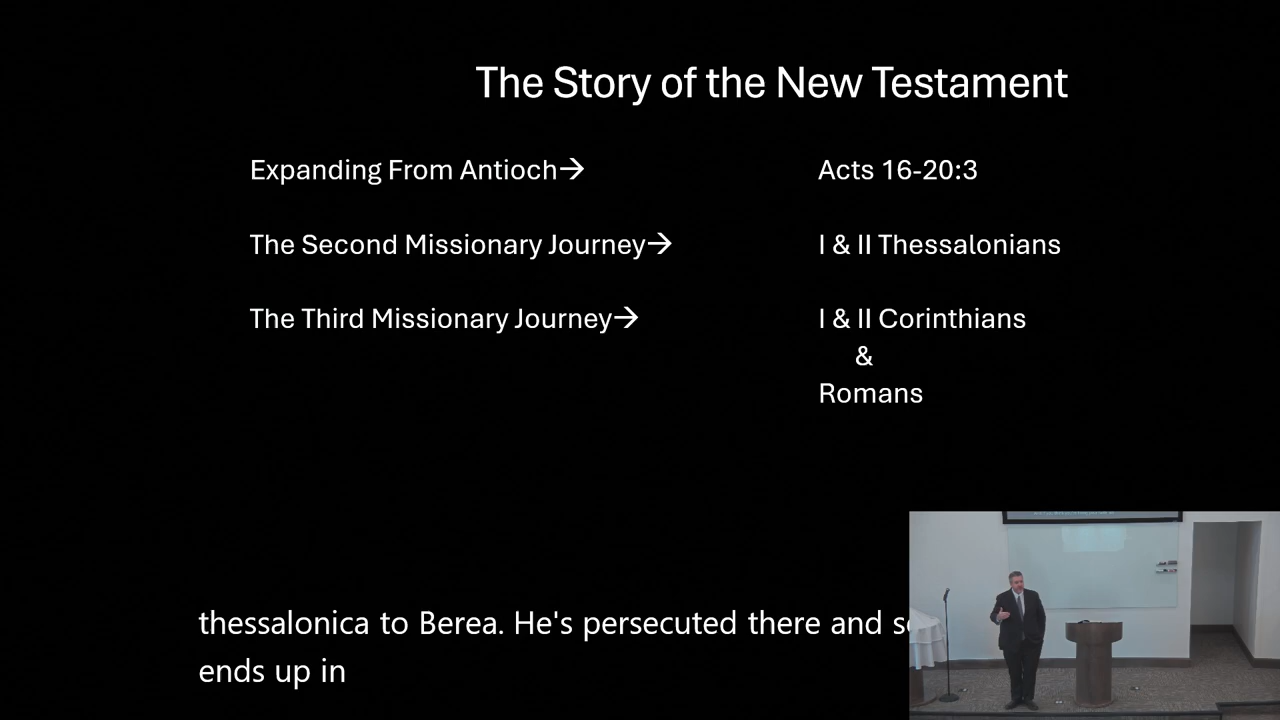 The Story of the New Testament
Expanding From Antioch→ Acts 16-20:3
The Second Missionary Journey→ I & II Thessalonians
The Third Missionary Journey→ I & II Corinthians
&
Romans
thessalonica to Berea. He's persecuted there and
ends up in